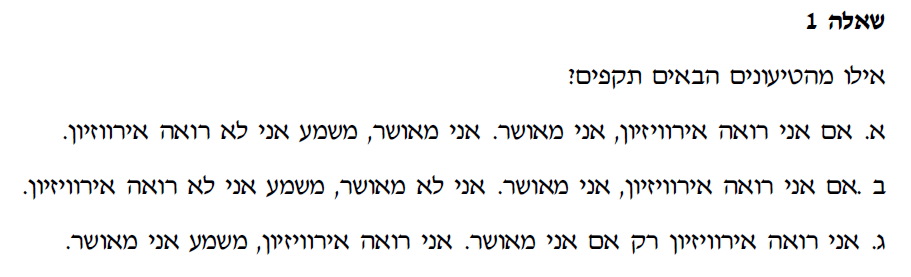 שאלה 1
אילו מהטיעונים הבאים תקפים?
א. אם אני רואה אירוויזיון, אני מאושר. אני מאושר, משמע אני לא רואה אירווזיון.
ב .אם אני רואה אירוויזיון, אני מאושר. אני לא מאושר, משמע אני לא רואה אירוויזיון.
ג. אני רואה אירוויזיון רק אם אני מאושר. אני רואה אירוויזיון, משמע אני מאושר.